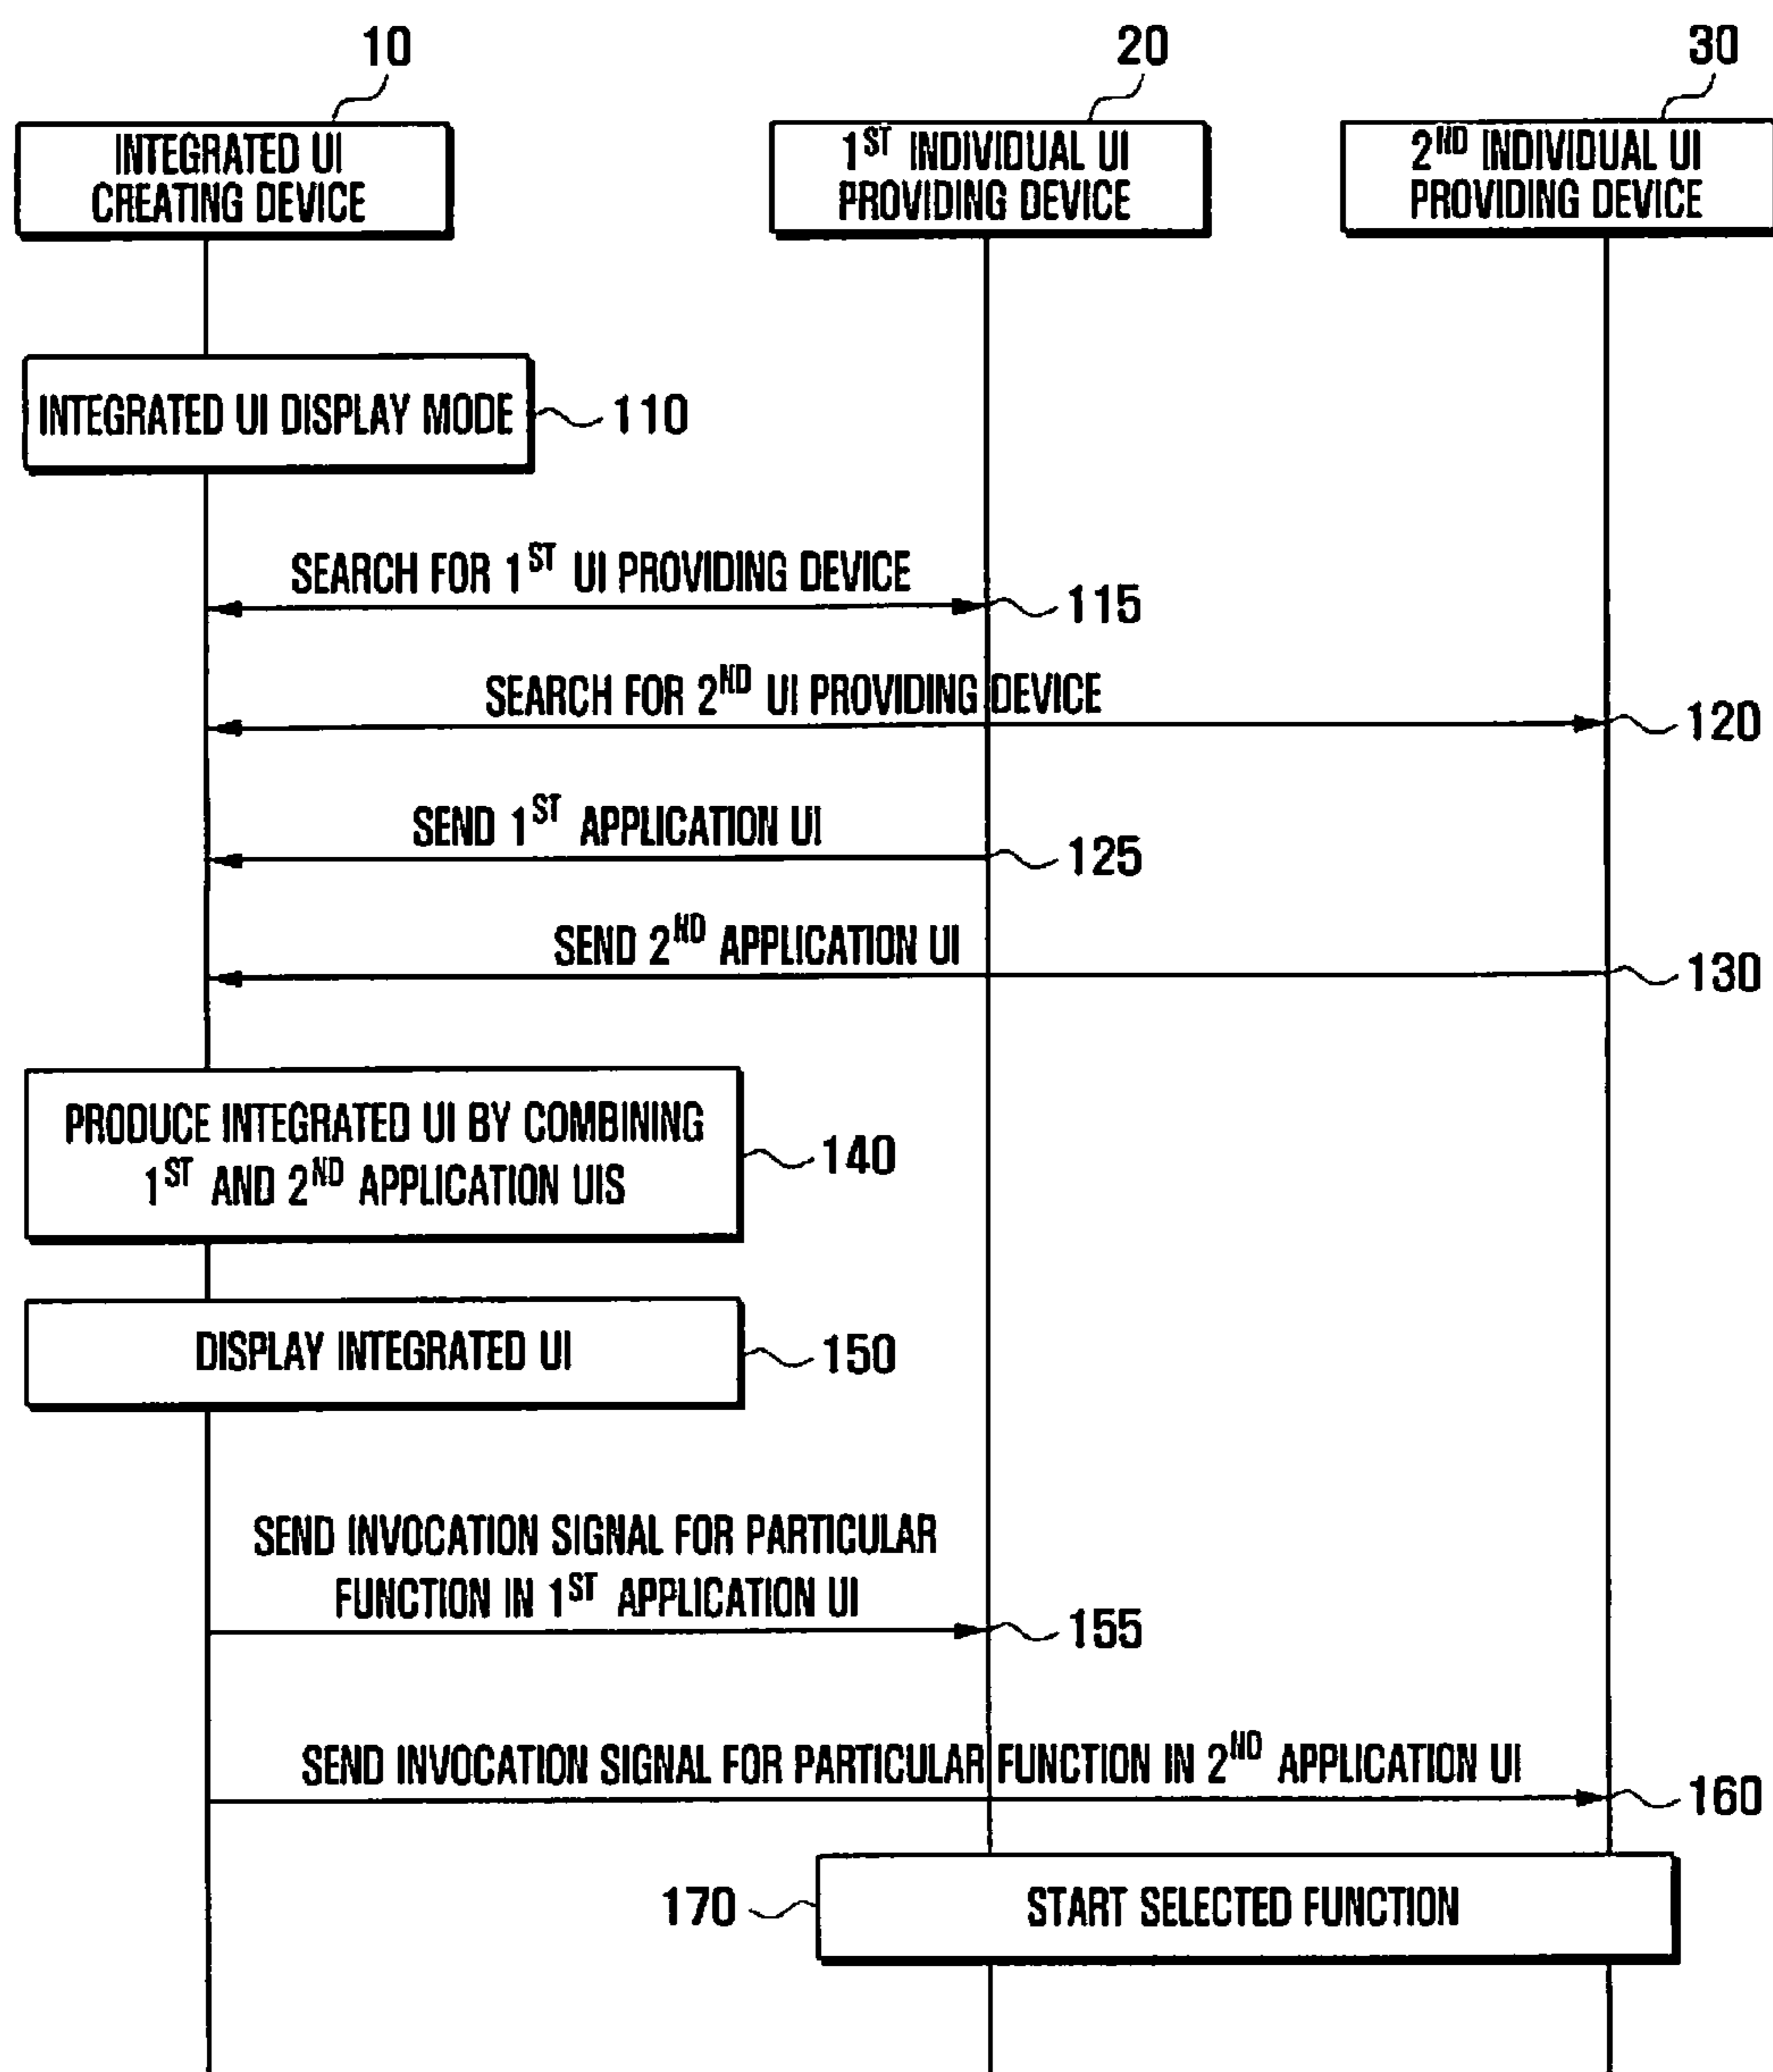 10
20
30
INTEGRATED UI
CREATING DEVICE
1ST INDIVIDUAL UI
PROVIDING DEVICE
2ND INDIVIDUAL UI
PROVIDING DEVICE
INTEGRATED UI DISPLAY MODE
110
SEARCH FOR 1ST UI PROVIDING DEVICE
115
SEARCH FOR 2ND UI PROVIDING DEVICE
120
SEND 1ST APPLICATION UI
125
SEND 2ND APPLICATION UI
130
PRODUCE INTEGRATED UI BY COMBINING
1ST AND 2ND APPLICATION UIS
140
DISPLAY INTEGRATED UI
150
SEND INVOCATION SIGNAL FOR PARTICULAR
FUNCTION IN 1ST APPLICATION UI
155
SEND INVOCATION SIGNAL FOR PARTICULAR FUNCTION IN 2ND APPLICATION UI
160
170
START SELECTED FUNCTION